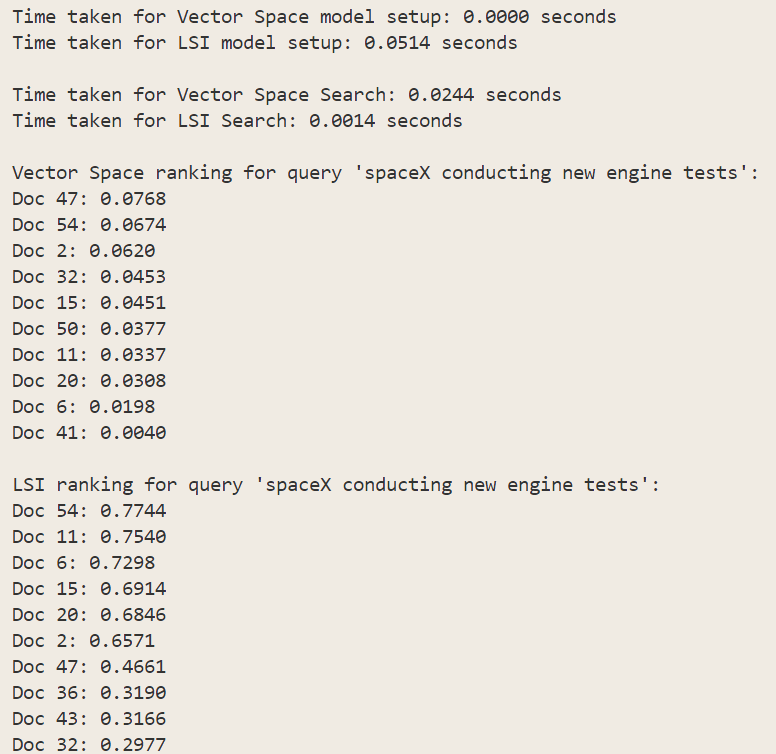 Time taken for Vector Space model setup: 0.0000 seconds
Time taken for LSI model setup: 0.0514 seconds
Time taken for Vector Space Search: 0.0244 seconds
Time taken for LSI Search: 0.0014 seconds
Vector Space ranking for query 'spaceX conducting new engine tests':
Doc 47: 0.0768
Doc 54: 0.0674
Doc 2: 0.0620
Doc 32: 0.0453
Doc 15: 0.0451
Doc 50: 0.0377
Doc 11: 0.0337
Doc 20: 0.0308
Doc 6: 0.0198
Doc 41: 0.0040
LSI ranking for query 'spaceX conducting new engine tests':
Doc 54: 0.7744
Doc 11: 0.7540
Doc 6: 0.7298
Doc 15: 0.6914
Doc 20: 0.6846
Doc 2: 0.6571
Doc 47: 0.4661
Doc 36: 0.3190
Doc 43: 0.3166
Doc 32: 0.2977